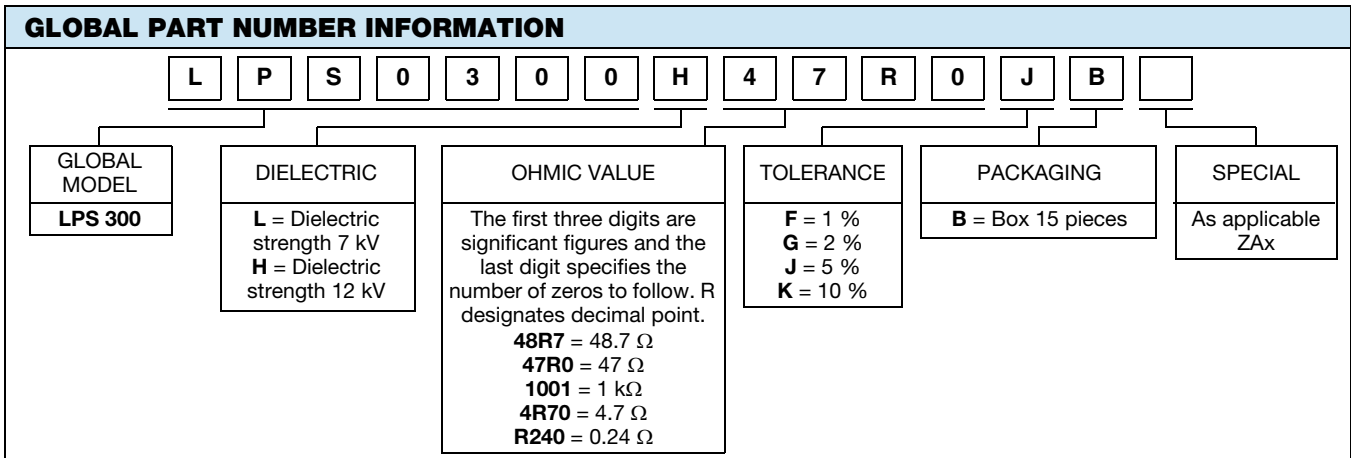 GLOBAL PART NUMBER INFORMATION
L P S 0 3 0 0 H 4 7 R 0 J B
GLOBAL
MODEL
LPS 300
DIELECTRIC
L = Dielectric
strength 7 kV
H = Dielectric
strength 12 kV
OHMIC VALUE
The first three digits are
significant figures and the
last digit specifies the
number of zeros to follow. R
designates decimal point.
48R7 = 48.7 Ω
47R0 = 47 Ω
1001 = 1 kΩ
4R70 = 4.7 Ω
R240 = 0.24 Ω
TOLERANCE
F = 1 %
G = 2 %
J = 5 %
K = 10 %
PACKAGING
B = Box 15 pieces
SPECIAL
As applicable
ZAx